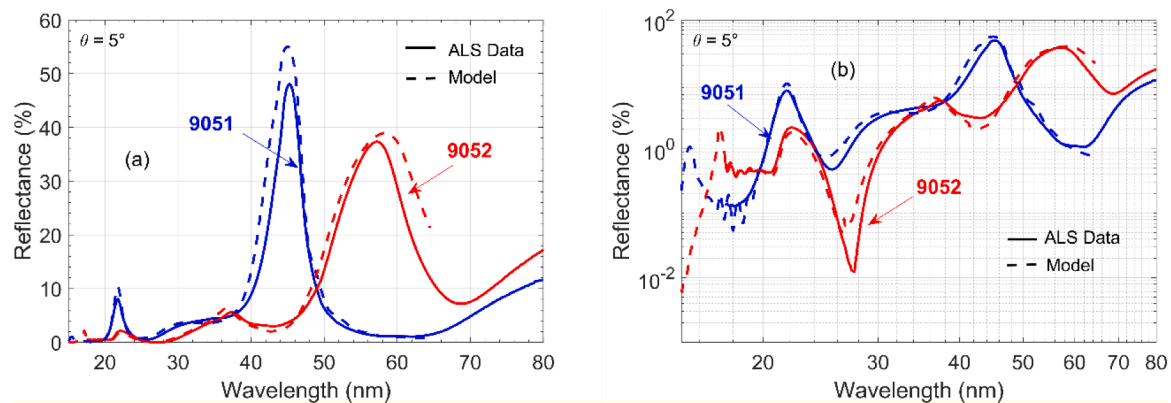 60
50
40
30
20
10
0
Reflectance (%)
θ = 5°
(a)
ALS Data
Model
9051
9052
20
30
40
50
60
70
80
Wavelength (nm)
10²
10⁰
10⁻²
Reflectance (%)
θ = 5°
(b)
9051
9052
ALS Data
Model
20
30
40
50
60
70
80
Wavelength (nm)